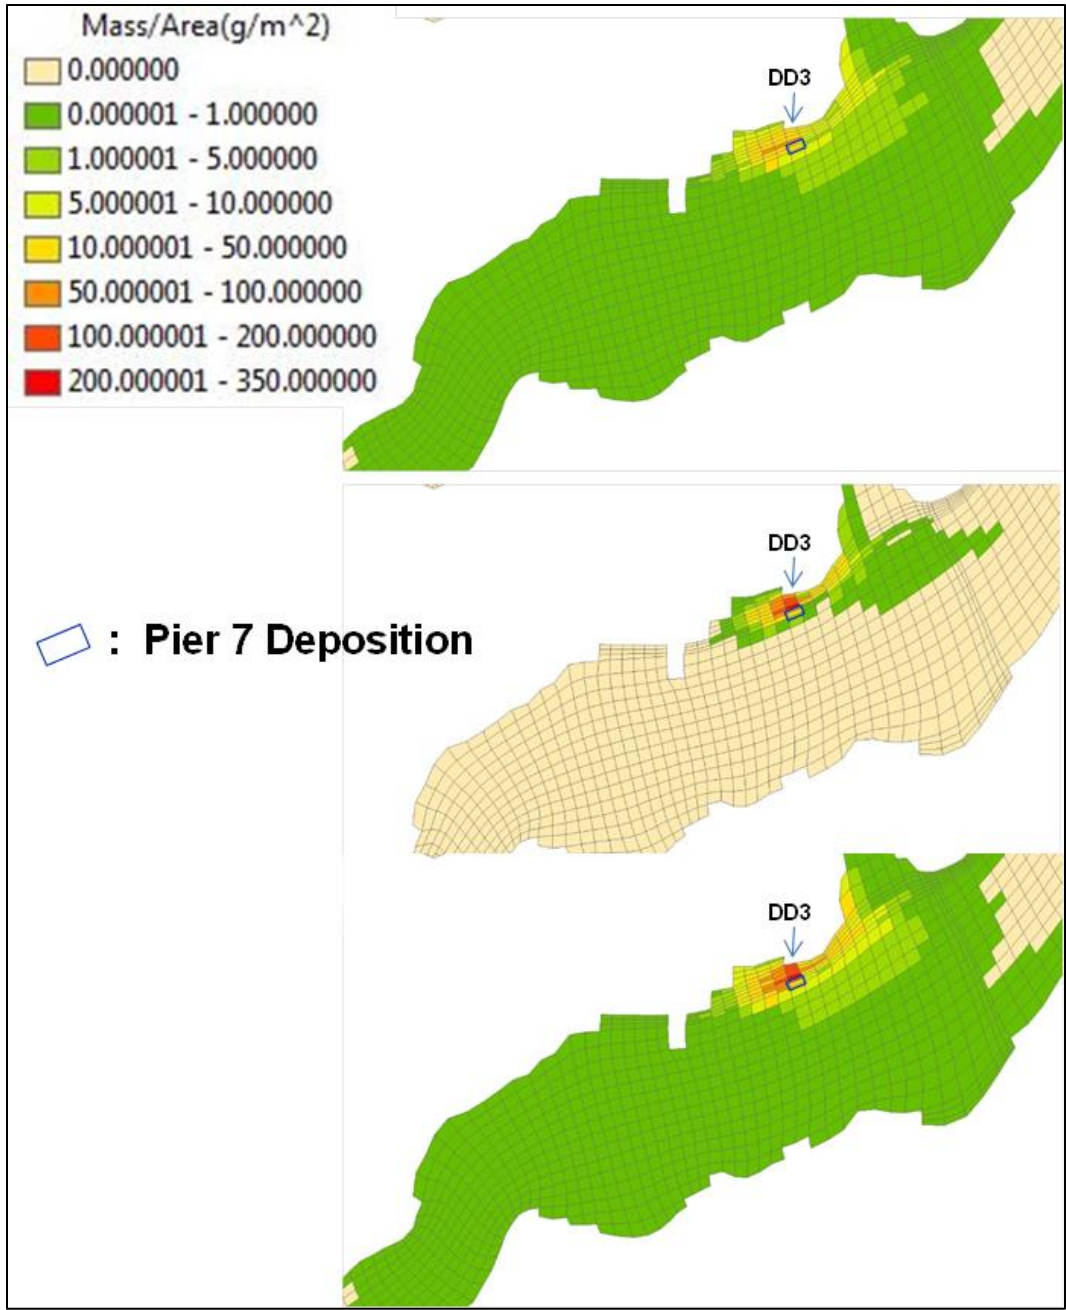 Mass/Area(g/m^2)
0.000000
0.000001 - 1.000000
1.000001 - 5.000000
5.000001 - 10.000000
10.000001 - 50.000000
50.000001 - 100.000000
100.000001 - 200.000000
200.000001 - 350.000000
DD3
DD3
: Pier 7 Deposition
DD3